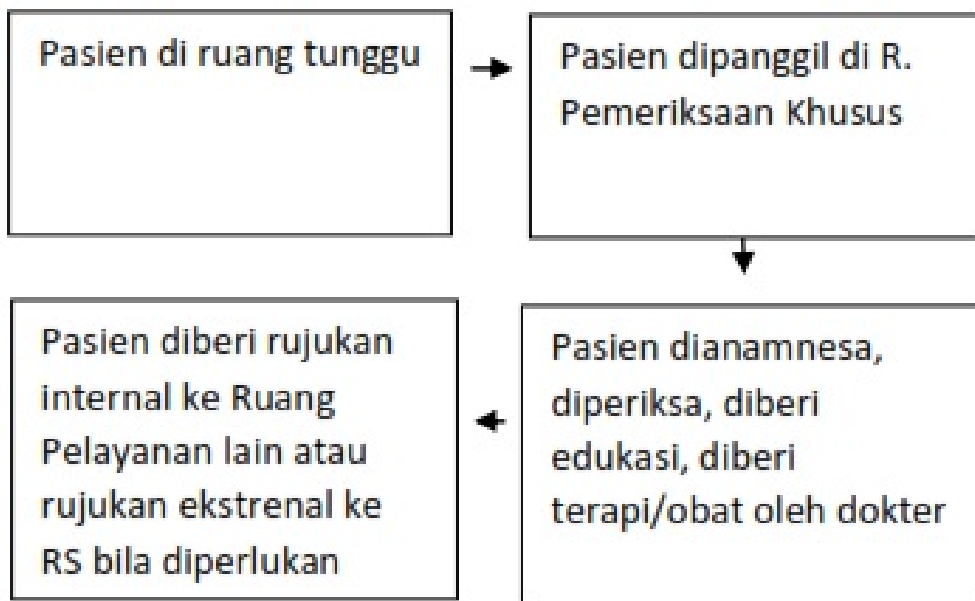 Pasien di ruang tunggu
Pasien dipanggil di R.
Pemeriksaan Khusus
Pasien dianamnesa,
diperiksa, diberi
edukasi, diberi
terapi/obat oleh dokter
Pasien diberi rujukan
internal ke Ruang
Pelayanan lain atau
rujukan ekstrenal ke
RS bila diperlukan